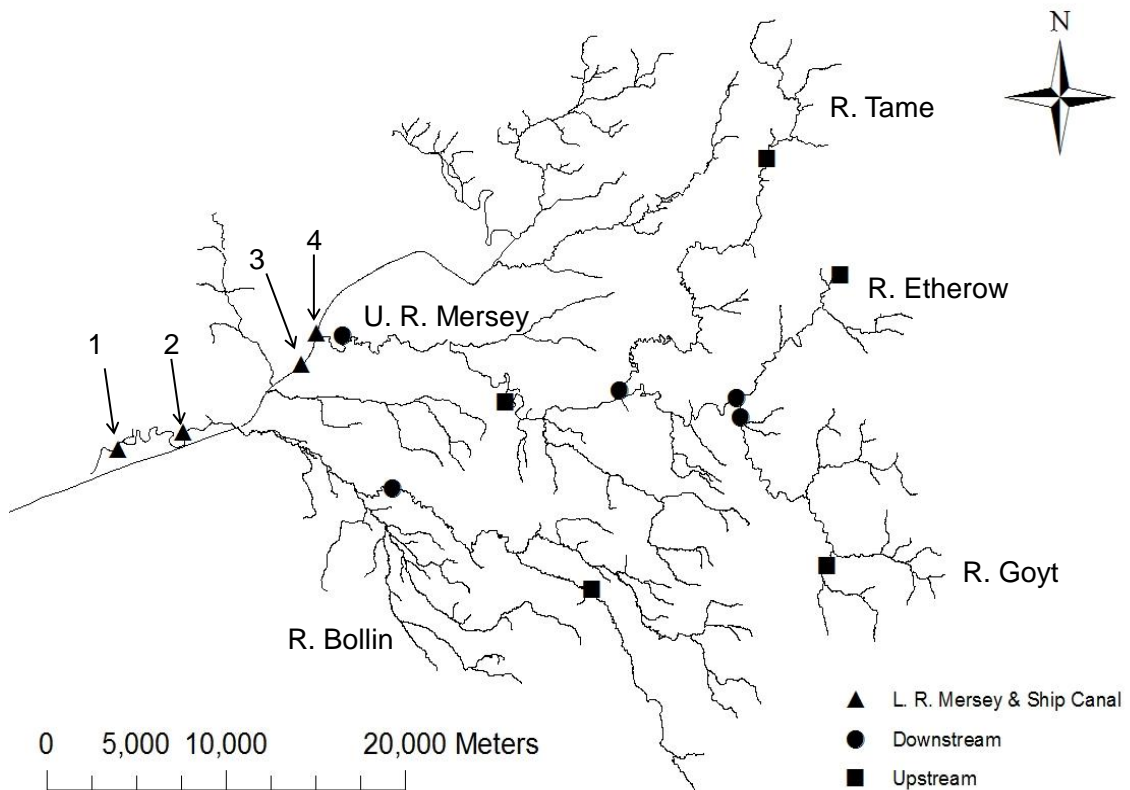 N
R. Tame
R. Etherow
4
3
U. R. Mersey
1
2
R. Goyt
R. Bollin
L. R. Mersey & Ship Canal
Downstream
Upstream
0 5,000 10,000 20,000 Meters